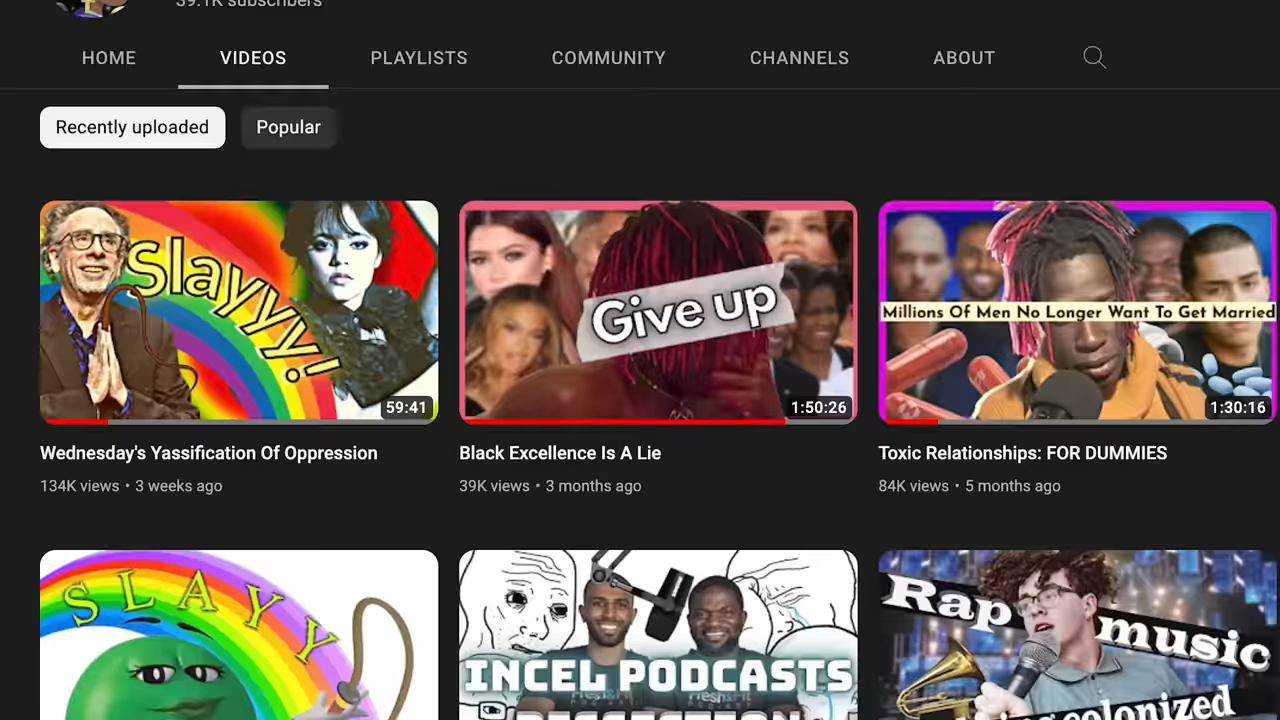 39.1K subscribers
HOME VIDEOS PLAYLISTS COMMUNITY CHANNELS ABOUT
Recently uploaded Popular
Slayyy!
59:41
Give up
1:50:26
Millions Of Men No Longer Want To Get Married
1:30:16
Wednesday's Yassification Of Oppression
134K views • 3 weeks ago
Black Excellence Is A Lie
39K views • 3 months ago
Toxic Relationships: FOR DUMMIES
84K views • 5 months ago
SLAYY
INCEL PODCASTS
Rap music
colonized